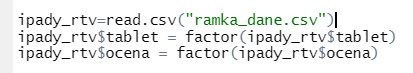 ipady_rtv=read.csv("ramka_dane.csv")
ipady_rtv$tablet = factor(ipady_rtv$tablet)
ipady_rtv$ocena = factor(ipady_rtv$ocena)